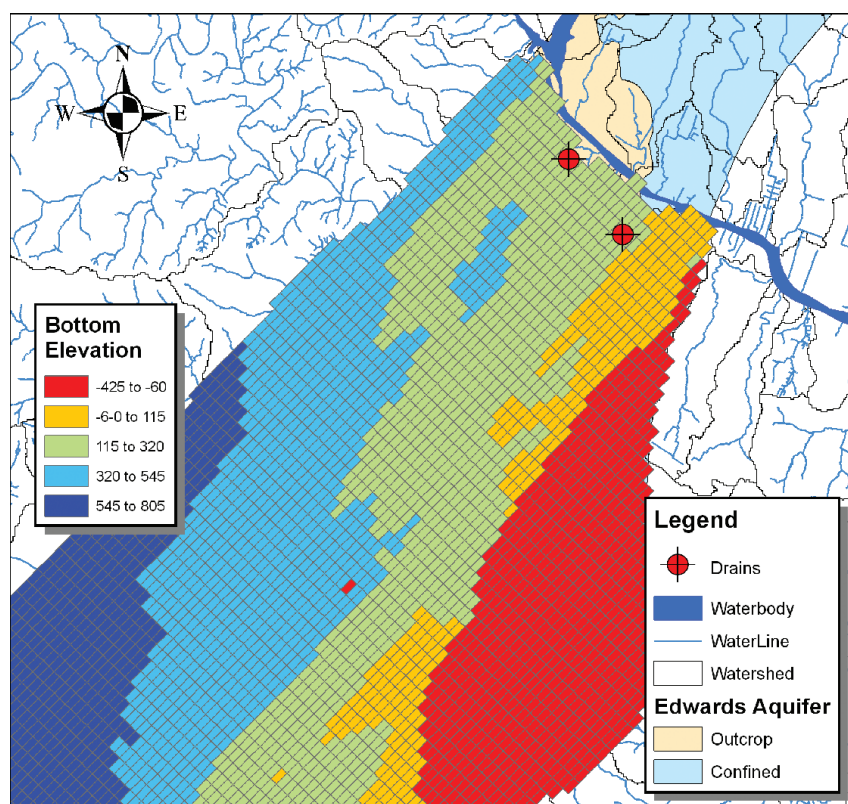 N
W E
S
Bottom
Elevation
-425 to -60
-6-0 to 115
115 to 320
320 to 545
545 to 805
Legend
Drains
Waterbody
WaterLine
Watershed
Edwards Aquifer
Outcrop
Confined